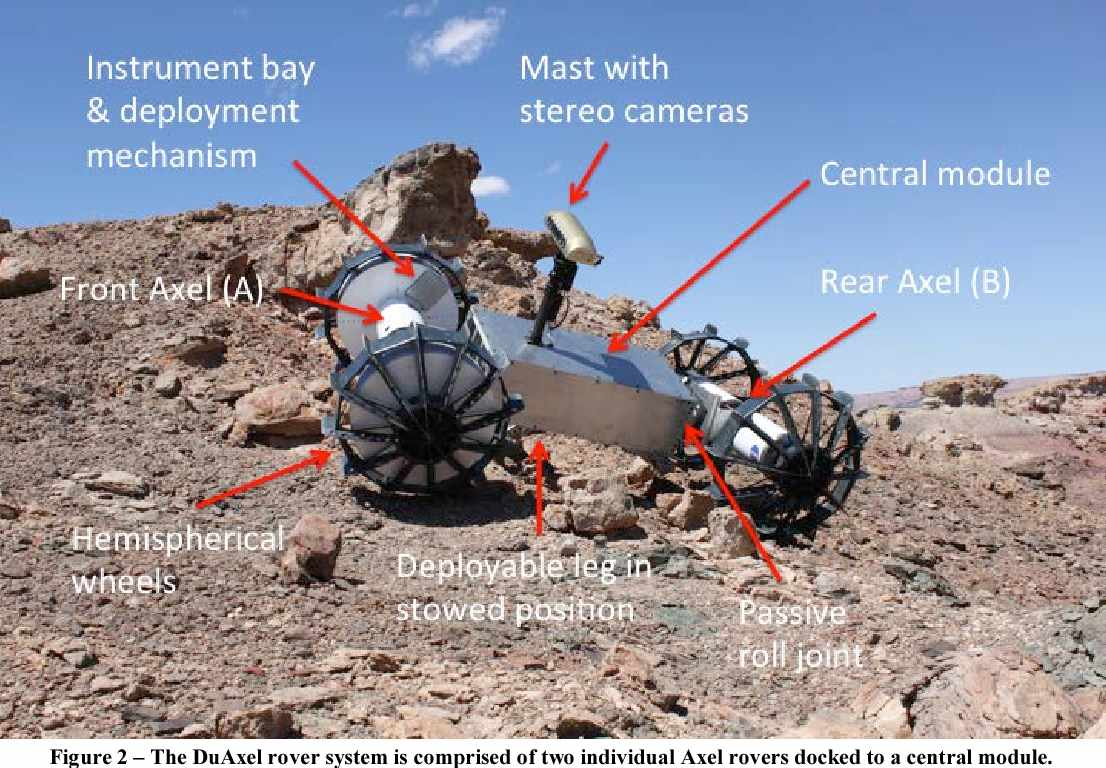 Instrument bay
& deployment
mechanism
Mast with
stereo cameras
Central module
Front Axel (A)
Rear Axel (B)
Hemispherical
wheels
Deployable leg in
stowed position
Passive
roll joint
Figure 2 – The DuAxel rover system is comprised of two individual Axel rovers docked to a central module.